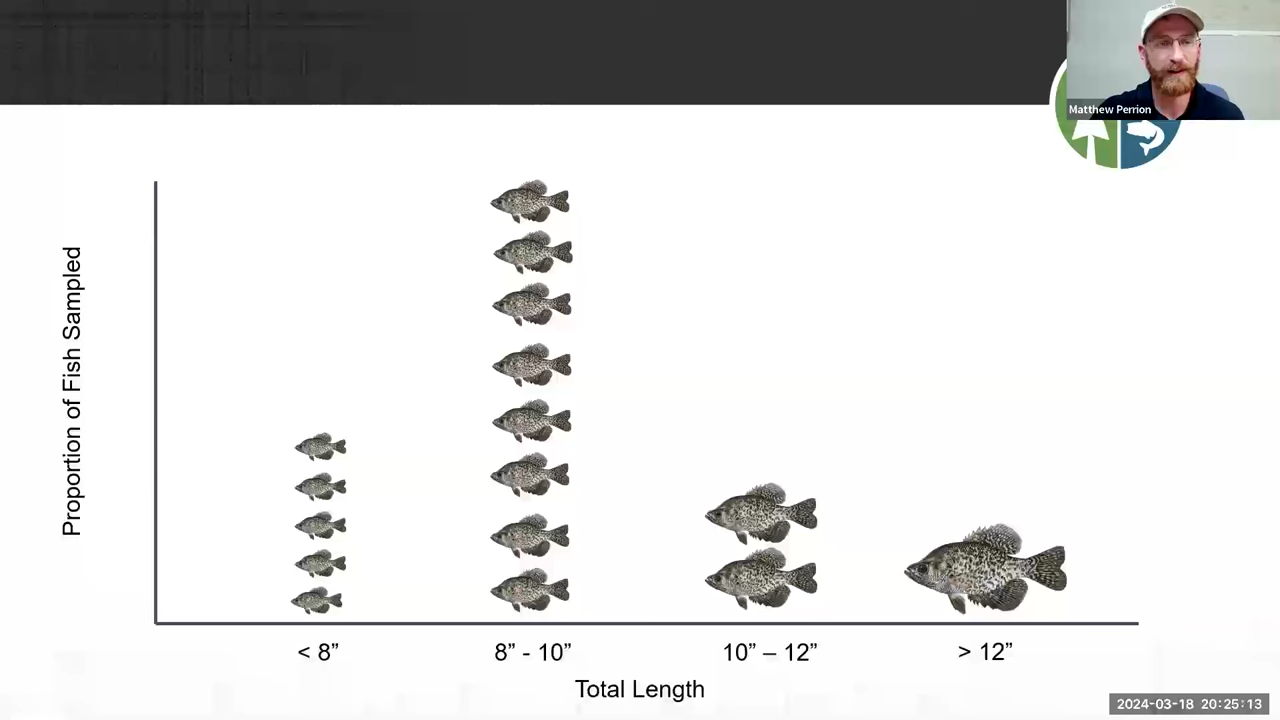 Matthew Perrion
Proportion of Fish Sampled
< 8”
8” - 10”
10” – 12”
> 12”
Total Length
2024-03-18 20:25:13